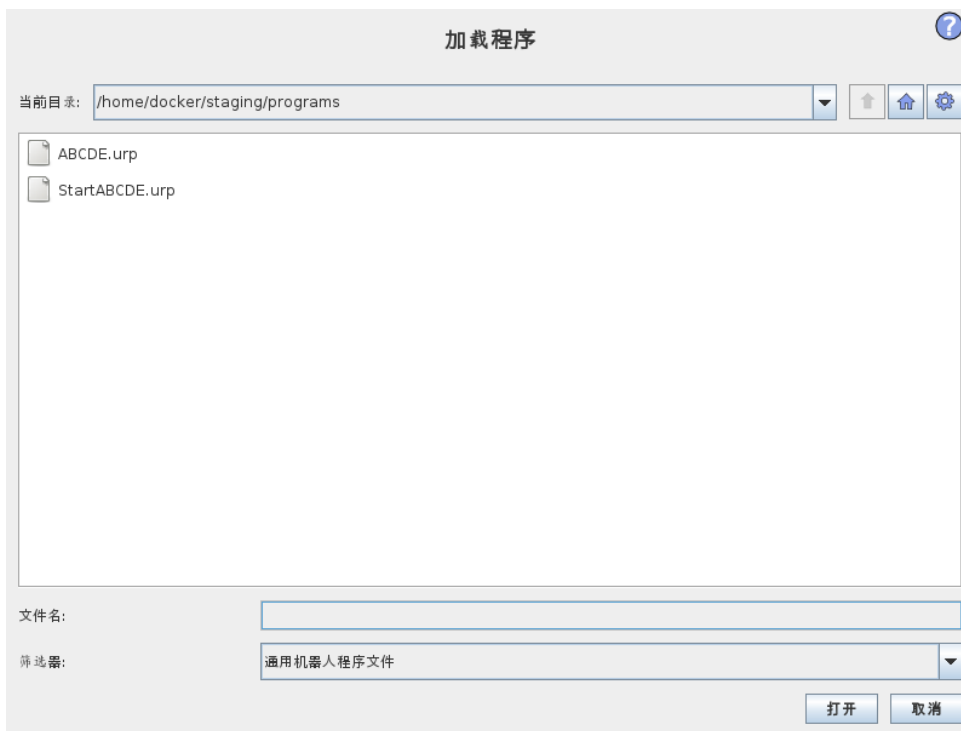 加载程序
?
当前目录: /home/docker/staging/programs
ABCDE.urp
StartABCDE.urp
文件名:
筛选器: 通用机器人程序文件
打开 取消